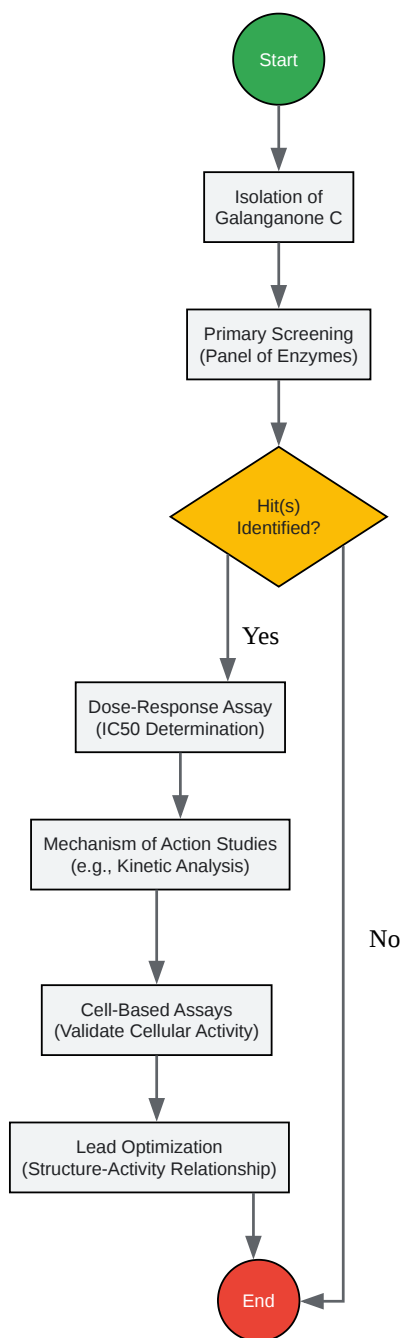 Start
Isolation of
Galanganone C
Primary Screening
(Panel of Enzymes)
Hit(s)
Identified?
Yes
Dose-Response Assay
(IC50 Determination)
Mechanism of Action Studies
(e.g., Kinetic Analysis)
No
Cell-Based Assays
(Validate Cellular Activity)
Lead Optimization
(Structure-Activity Relationship)
End